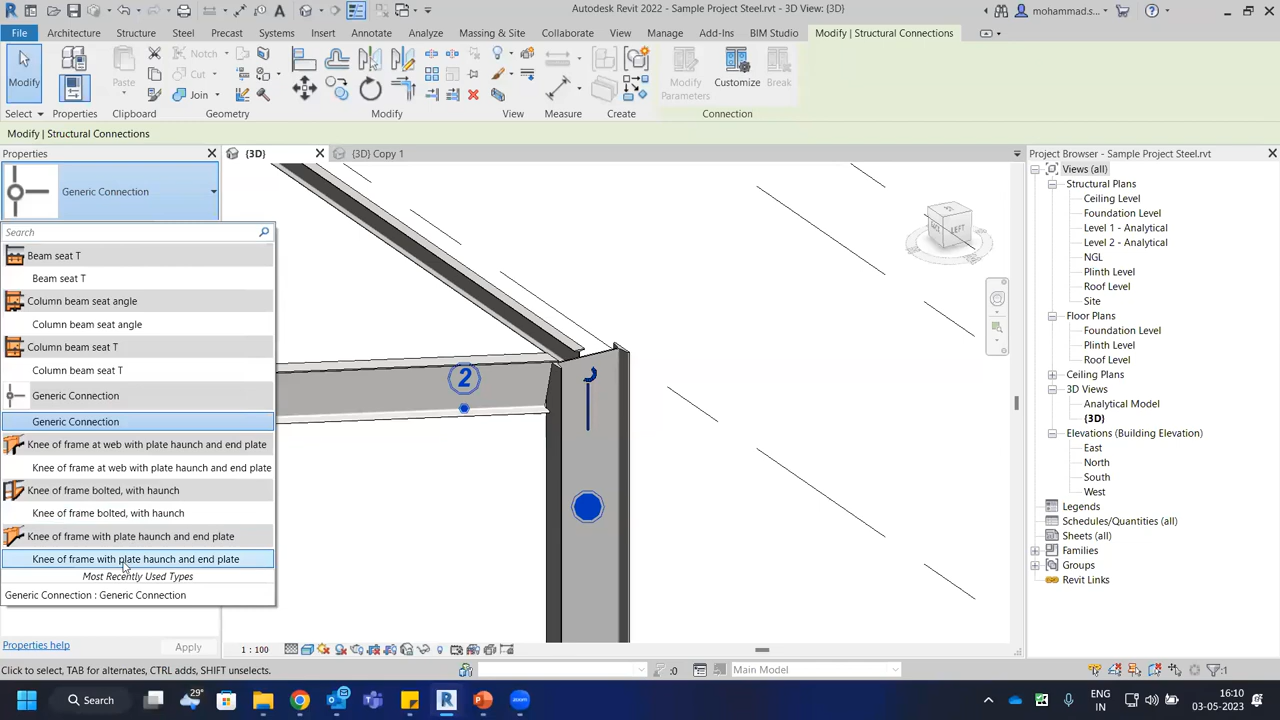 Autodesk Revit 2022 - Sample Project Steel.rvt - 3D View: {3D}
mohammad.s...
File Architecture Structure Steel Precast Systems Insert Annotate Analyze Massing & Site Collaborate View Manage Add-Ins BIM Studio Modify | Structural Connections
Modify
Paste
Notch
Cut
Join
Modify Parameters
Customize
Break
Select Properties Clipboard Geometry Modify View Measure Create Connection
Modify | Structural Connections
Properties
{3D}
{3D} Copy 1
Project Browser - Sample Project Steel.rvt
Generic Connection
Search
Beam seat T
Beam seat T
Column beam seat angle
Column beam seat angle
Column beam seat T
Column beam seat T
Generic Connection
Generic Connection
Knee of frame at web with plate haunch and end plate
Knee of frame at web with plate haunch and end plate
Knee of frame bolted, with haunch
Knee of frame bolted, with haunch
Knee of frame with plate haunch and end plate
Knee of frame with plate haunch and end plate
Most Recently Used Types
Generic Connection : Generic Connection
Properties help
Apply
2
LEFT
Views (all)
Structural Plans
Ceiling Level
Foundation Level
Level 1 - Analytical
Level 2 - Analytical
NGL
Plinth Level
Roof Level
Site
Floor Plans
Foundation Level
Plinth Level
Roof Level
Ceiling Plans
3D Views
Analytical Model
{3D}
Elevations (Building Elevation)
East
North
South
West
Legends
Schedules/Quantities (all)
Sheets (all)
Families
Groups
Revit Links
1 : 100
Click to select, TAB for alternates, CTRL adds, SHIFT unselects.
:0
Main Model
:1
Search
29°
ENG
IN
16:10
03-05-2023